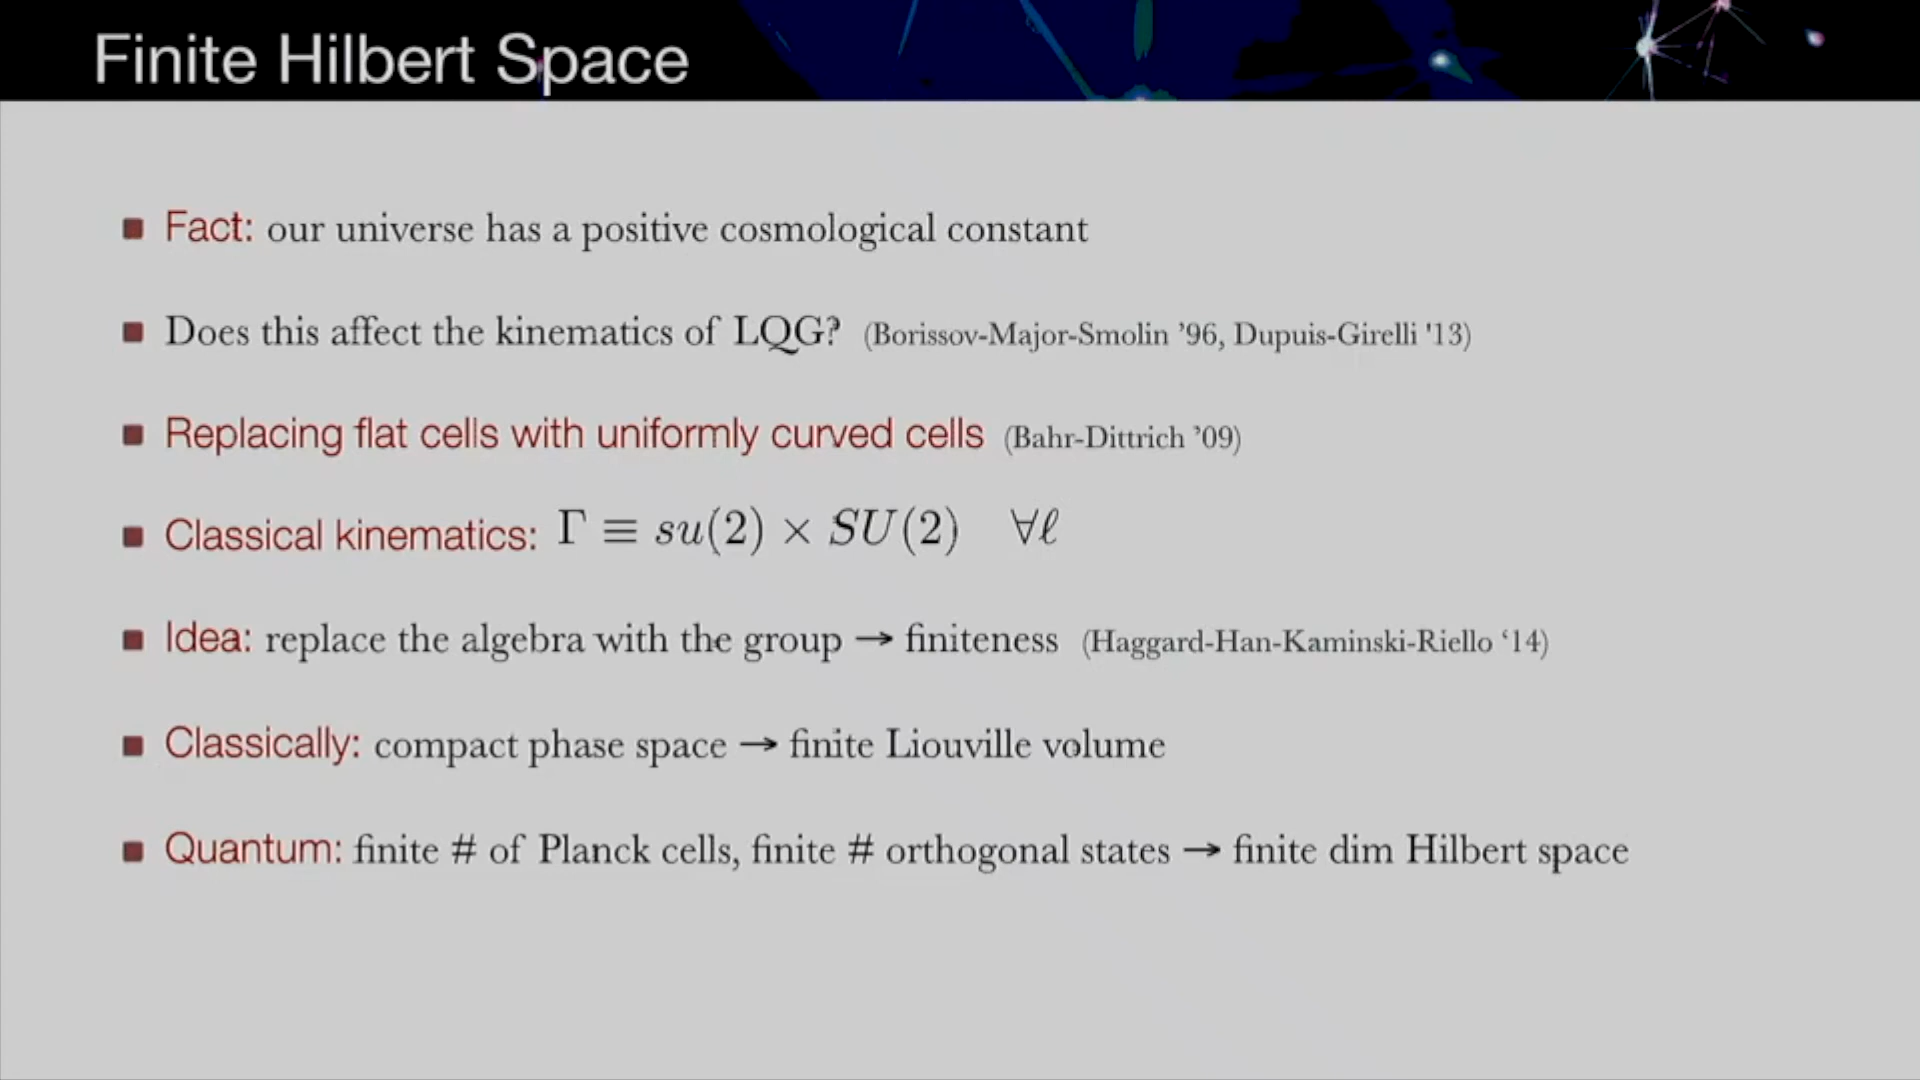 Finite Hilbert Space
Fact: our universe has a positive cosmological constant
Does this affect the kinematics of LQG? (Borissov-Major-Smolin ’96, Dupuis-Girelli '13)
Replacing flat cells with uniformly curved cells (Bahr-Dittrich ’09)
Classical kinematics: Γ ≡ su(2) × SU(2) ∀ℓ
Idea: replace the algebra with the group → finiteness (Haggard-Han-Kaminski-Riello ‘14)
Classically: compact phase space → finite Liouville volume
Quantum: finite # of Planck cells, finite # orthogonal states → finite dim Hilbert space